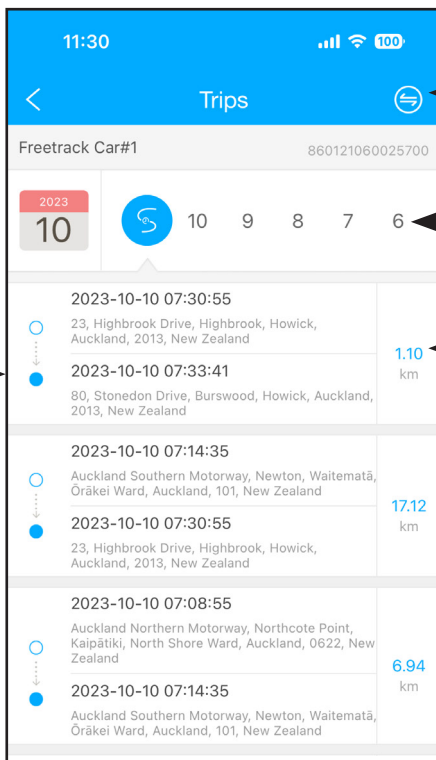 11:30
100
Trips
Freetrack Car#1 860121060025700
2023
10
10 9 8 7 6
2023-10-10 07:30:55
23, Highbrook Drive, Highbrook, Howick,
Auckland, 2013, New Zealand
2023-10-10 07:33:41
80, Stonedon Drive, Burswood, Howick, Auckland,
2013, New Zealand
1.10
km
2023-10-10 07:14:35
Auckland Southern Motorway, Newton, Waitematā,
Ōrākei Ward, Auckland, 101, New Zealand
2023-10-10 07:30:55
23, Highbrook Drive, Highbrook, Howick,
Auckland, 2013, New Zealand
17.12
km
2023-10-10 07:08:55
Auckland Northern Motorway, Northcote Point,
Kaipātiki, North Shore Ward, Auckland, 0622, New
Zealand
2023-10-10 07:14:35
Auckland Southern Motorway, Newton, Waitematā,
Ōrākei Ward, Auckland, 101, New Zealand
6.94
km